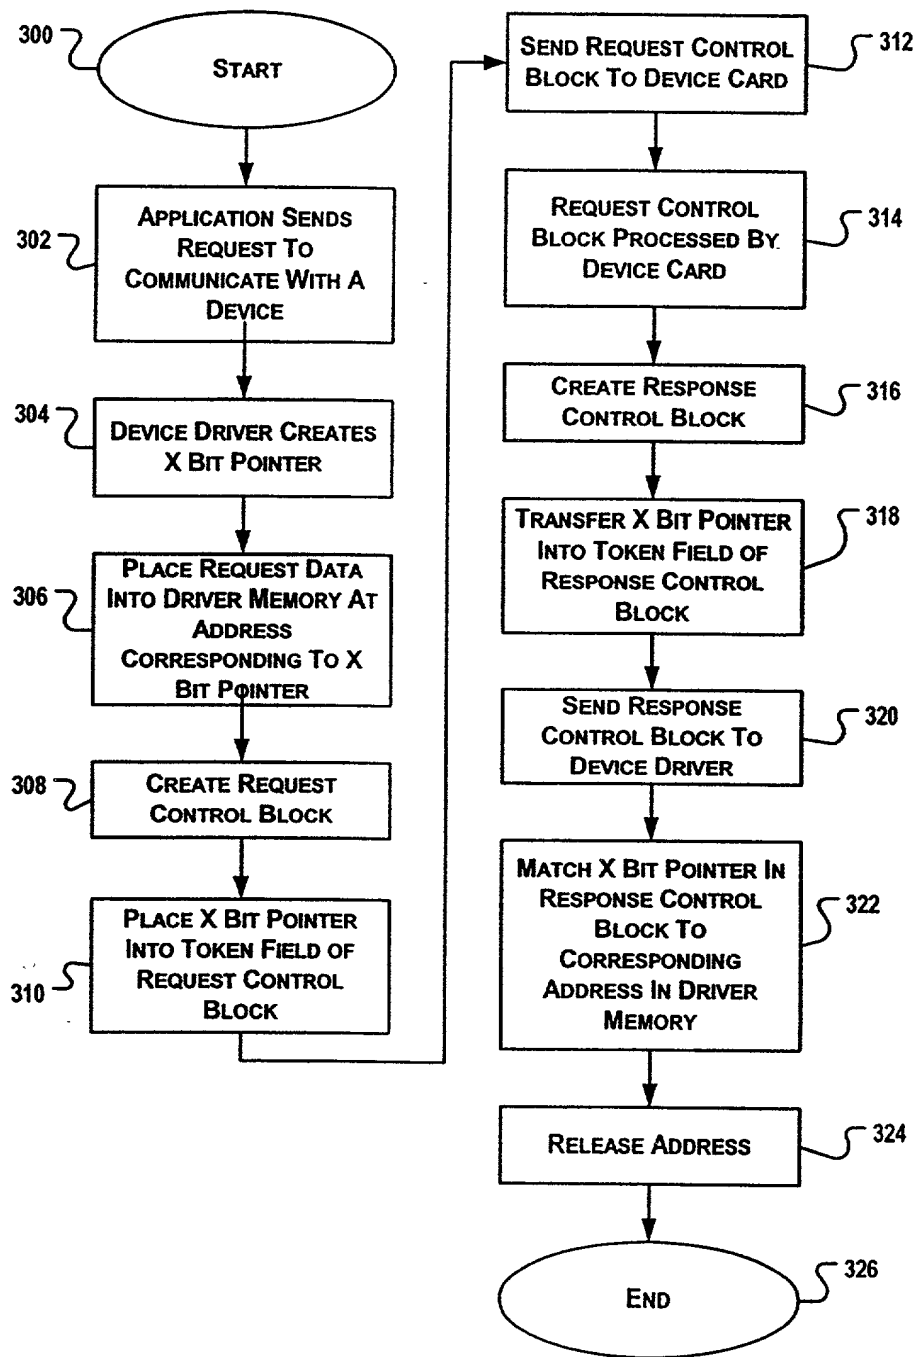 300
START
302
APPLICATION SENDS
REQUEST TO
COMMUNICATE WITH A
DEVICE
304
DEVICE DRIVER CREATES
X BIT POINTER
306
PLACE REQUEST DATA
INTO DRIVER MEMORY AT
ADDRESS
CORRESPONDING TO X
BIT POINTER
308
CREATE REQUEST
CONTROL BLOCK
310
PLACE X BIT POINTER
INTO TOKEN FIELD OF
REQUEST CONTROL
BLOCK
SEND REQUEST CONTROL
BLOCK TO DEVICE CARD
312
REQUEST CONTROL
BLOCK PROCESSED BY
DEVICE CARD
314
CREATE RESPONSE
CONTROL BLOCK
316
TRANSFER X BIT POINTER
INTO TOKEN FIELD OF
RESPONSE CONTROL
BLOCK
318
SEND RESPONSE
CONTROL BLOCK TO
DEVICE DRIVER
320
MATCH X BIT POINTER IN
RESPONSE CONTROL
BLOCK TO
CORRESPONDING
ADDRESS IN DRIVER
MEMORY
322
RELEASE ADDRESS
324
END
326